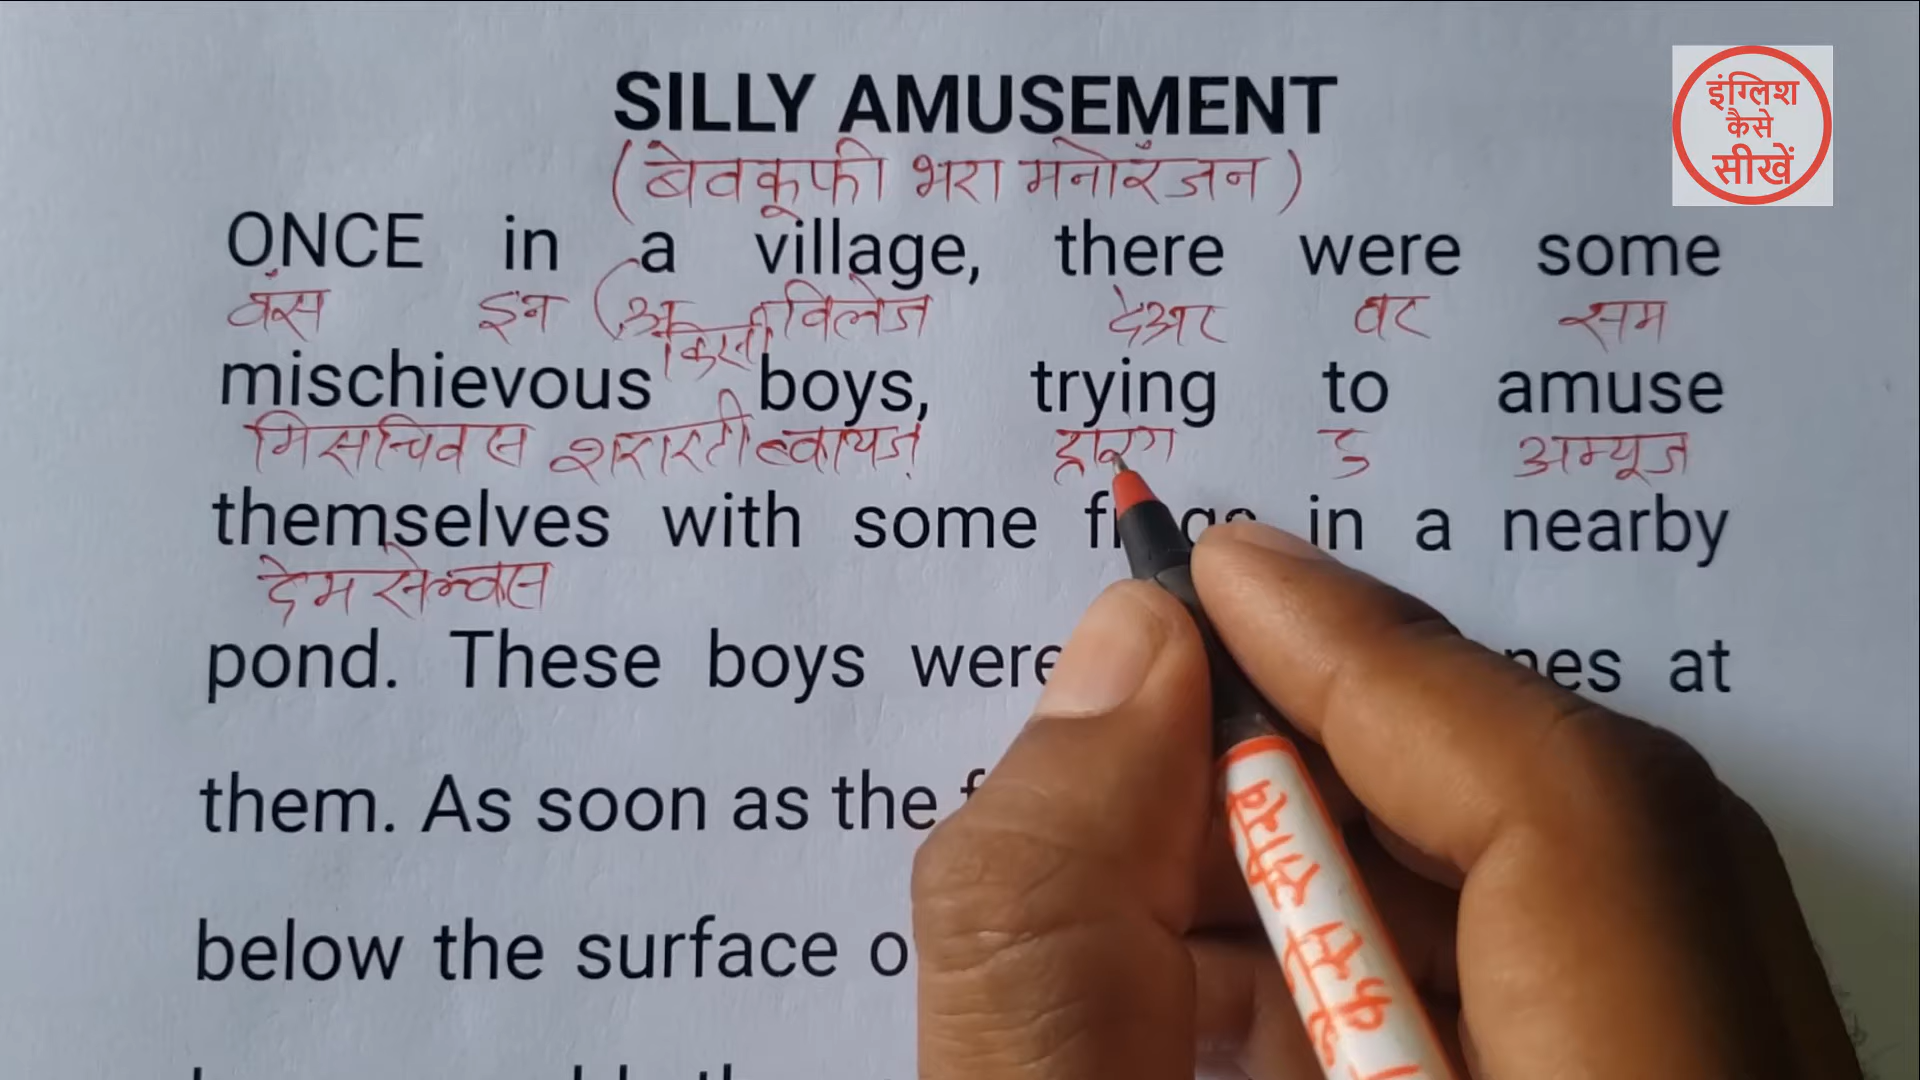 SILLY AMUSEMENT
इंग्लिश
कैसे
सीखें
(बेवकूफी भरा मनोरंजन)
ONCE in a village, there were some
वंस इन (अ विलेज देअर वर सम
किसी
mischievous boys, trying to amuse
मिसचिवस शरारती ब्वायज़ ट्राइंग टु अम्यूज
themselves with some in a nearby
देमसेल्वस
pond. These boys were at
them. As soon as the
below the surface